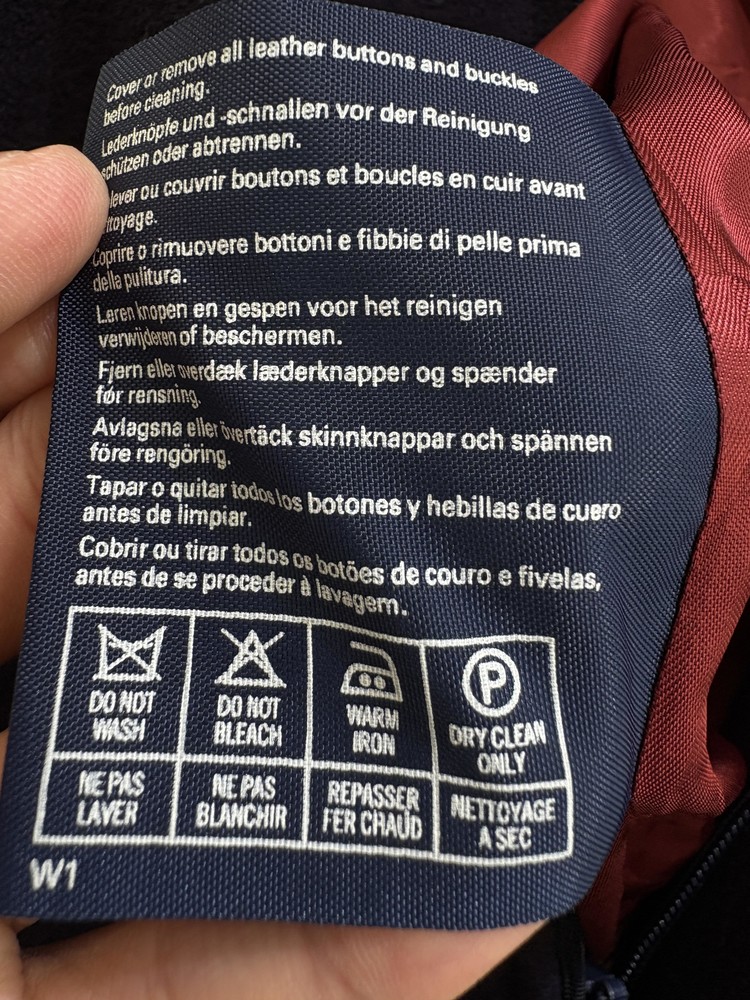 Cover or remove all leather buttons and buckles
before cleaning.
Lederknöpfe und -schnallen vor der Reinigung
schützen oder abtrennen.
ou couvrir boutons et boucles en cuir avant
Coprire o rimuovere bottoni e fibbie di pelle prima
della pulitura.
Leren knopen en gespen voor het reinigen
verwijderen of beschermen.
Fjern eller overdæk læderknapper og spænder
før rensning.
Avlagsna eller övertäck skinnknappar och spännen
före rengöring.
Tapar o quitar todos los botones y hebillas de cuero
antes de limpiar.
Cobrir ou tirar todos os botões de couro e fivelas,
antes de se proceder à lavagem.
P
DO NOT
WASH
DO NOT
BLEACH
WARM
IRON
DRY CLEAN
ONLY
NE PAS
LAVER
NE PAS
BLANCHIR
REPASSER
FER CHAUD
NETTOYAGE
A SEC
W1